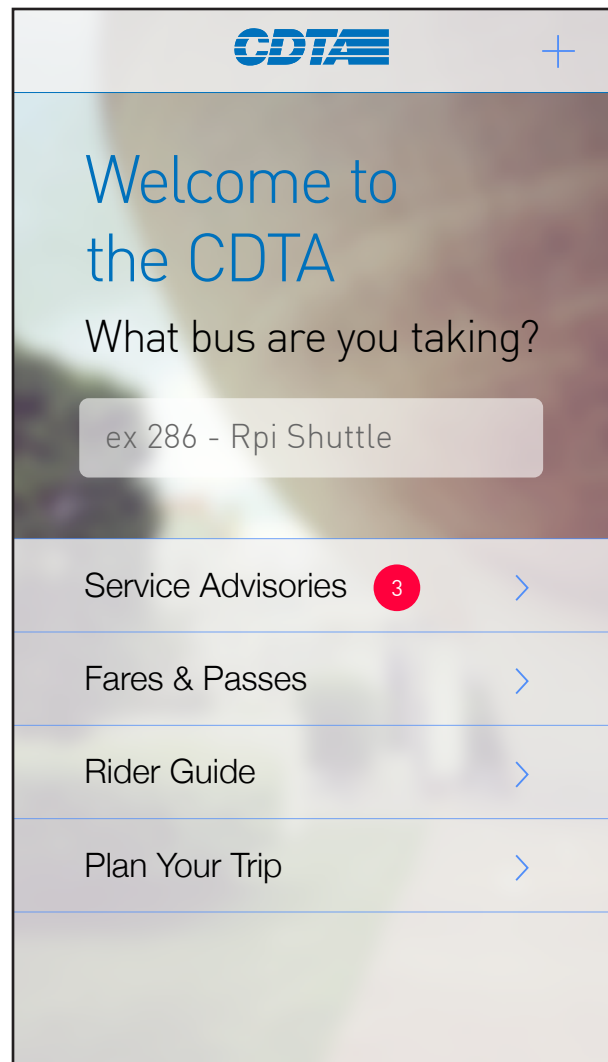 CDTA
Welcome to
the CDTA
What bus are you taking?
ex 286 - Rpi Shuttle
Service Advisories 3
Fares & Passes
Rider Guide
Plan Your Trip